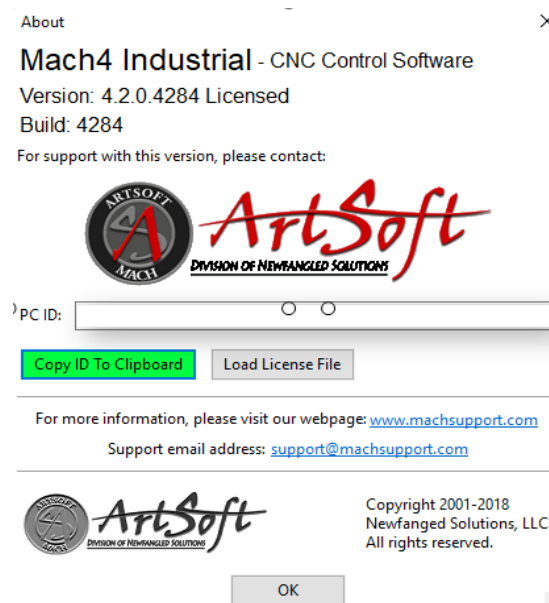 About
Mach4 Industrial - CNC Control Software
Version: 4.2.0.4284 Licensed
Build: 4284
For support with this version, please contact:
ARTSOFT
MACH
ArtSoft
DIVISION OF NEWFANGLED SOLUTIONS
PC ID:
Copy ID To Clipboard
Load License File
For more information, please visit our webpage: www.machsupport.com
Support email address: support@machsupport.com
ARTSOFT
MACH
ArtSoft
DIVISION OF NEWFANGLED SOLUTIONS
Copyright 2001-2018
Newfanged Solutions, LLC
All rights reserved.
OK